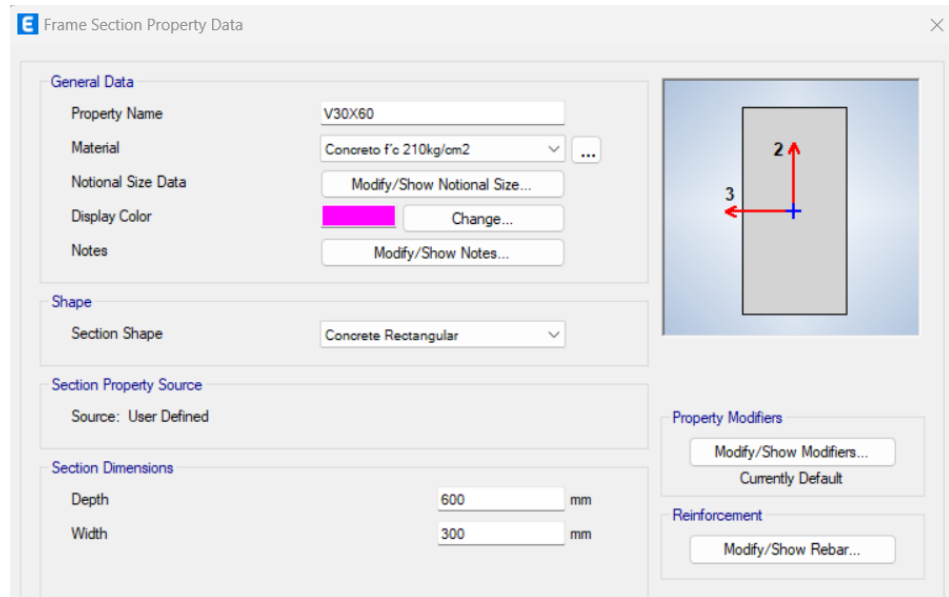 E Frame Section Property Data
General Data
Property Name V30X60
Material Concreto f´c 210kg/cm2 ...
Notional Size Data Modify/Show Notional Size...
Display Color Change...
Notes Modify/Show Notes...
Shape
Section Shape Concrete Rectangular
Section Property Source
Source: User Defined
Section Dimensions
Depth 600 mm
Width 300 mm
2
3
Property Modifiers
Modify/Show Modifiers...
Currently Default
Reinforcement
Modify/Show Rebar...